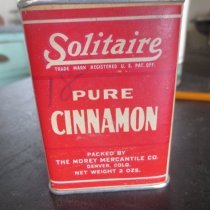 Solitaire
TRADE MARK REGISTERED U. S. PAT. OFF.
PURE
CINNAMON
PACKED BY
THE MOREY MERCANTILE CO.
DENVER, COLO.
NET WEIGHT 2 OZS.